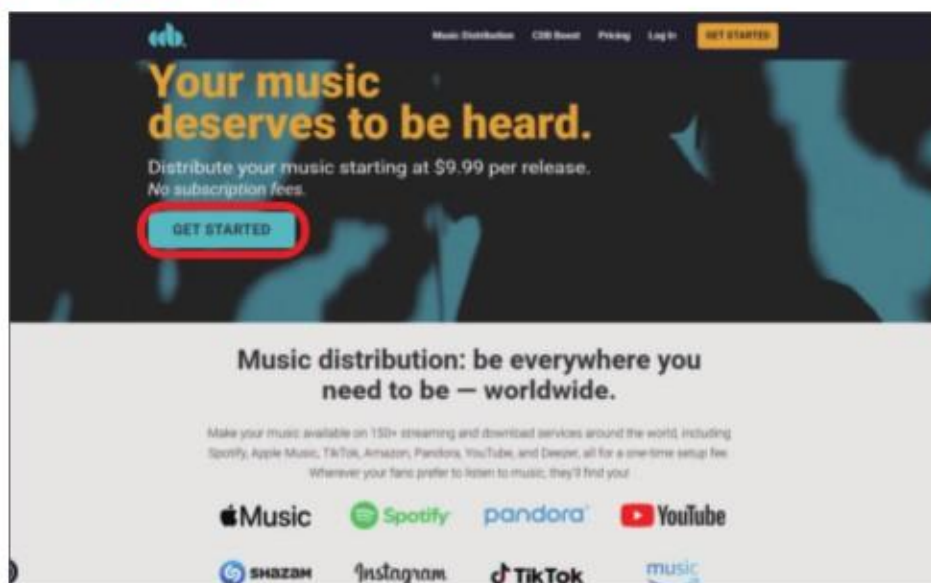 cdb.
Music Distribution CDB Boost Pricing Log In GET STARTED
Your music
deserves to be heard.
Distribute your music starting at $9.99 per release.
No subscription fees.
GET STARTED
Music distribution: be everywhere you
need to be — worldwide.
Make your music available on 150+ streaming and download services around the world, including
Spotify, Apple Music, TikTok, Amazon, Pandora, YouTube, and Deezer, all for a one-time setup fee.
Wherever your fans prefer to listen to music, they'll find you!
Music Spotify pandora YouTube
SHAZAM Instagram TikTok music